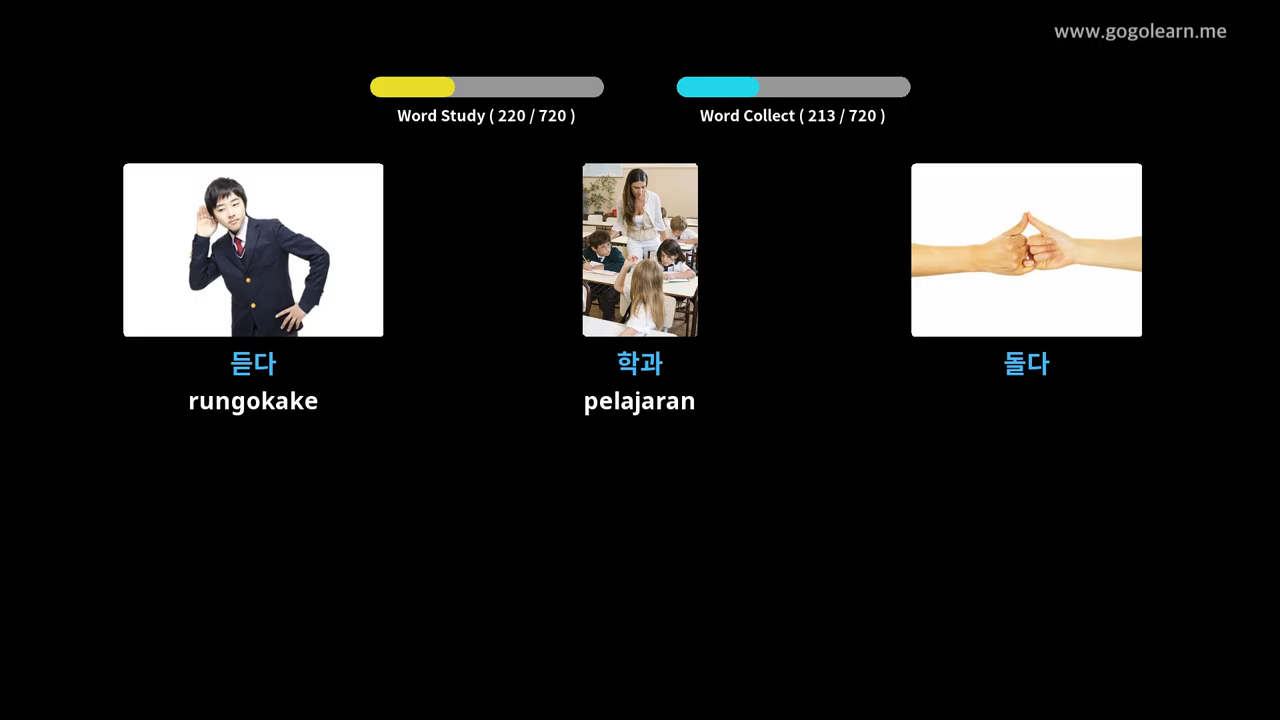 www.gogolearn.me
Word Study ( 220 / 720 )
Word Collect ( 213 / 720 )
듣다
rungokake
학과
pelajaran
돌다